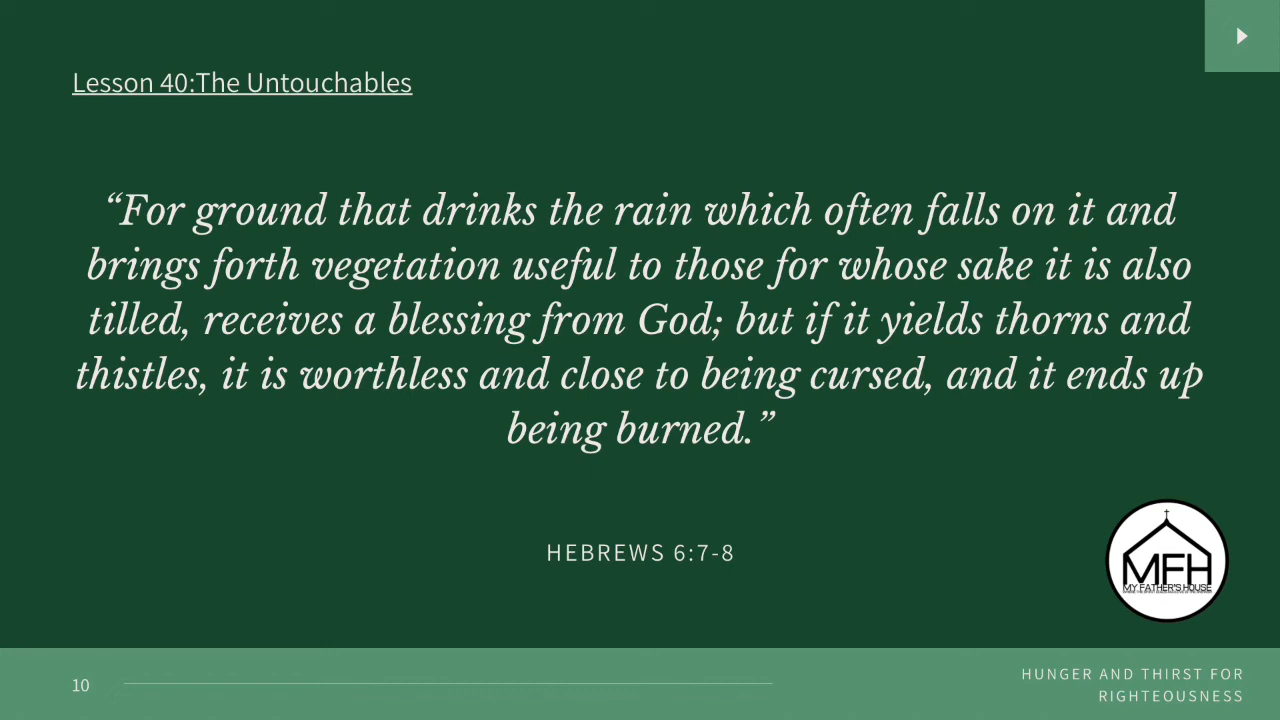 Lesson 40:The Untouchables
“For ground that drinks the rain which often falls on it and
brings forth vegetation useful to those for whose sake it is also
tilled, receives a blessing from God; but if it yields thorns and
thistles, it is worthless and close to being cursed, and it ends up
being burned.”
HEBREWS 6:7-8
MFH
MY FATHER'S HOUSE
10
HUNGER AND THIRST FOR
RIGHTEOUSNESS